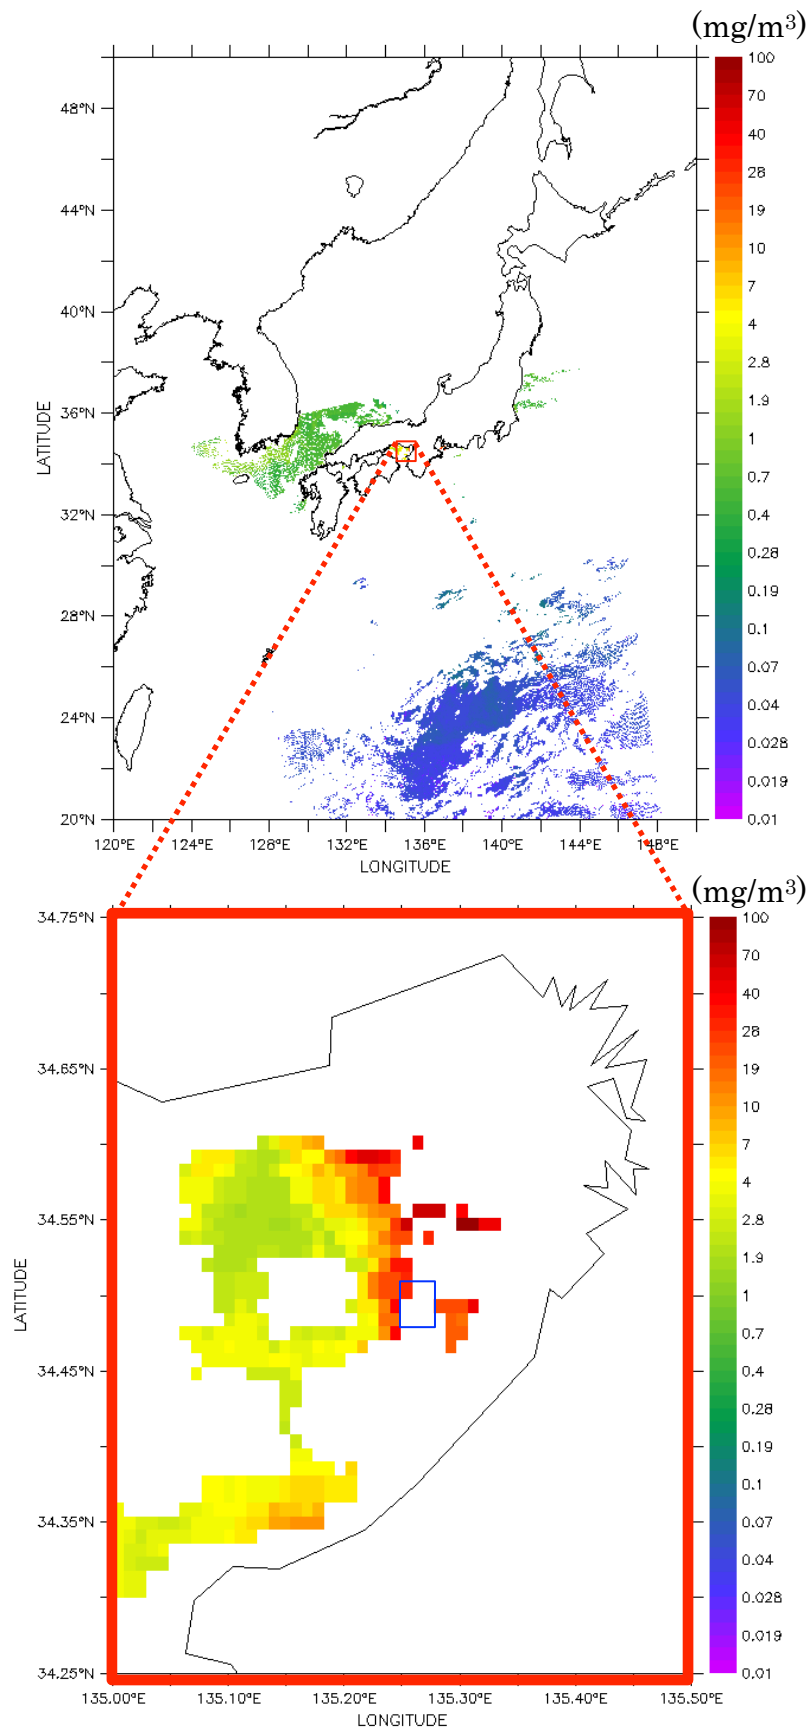 (mg/m³)
100
70
40
28
19
10
7
4
2.8
1.9
1
0.7
0.4
0.28
0.19
0.1
0.07
0.04
0.028
0.019
0.01
48°N
44°N
40°N
36°N
32°N
28°N
24°N
20°N
LATITUDE
120°E 124°E 128°E 132°E 136°E 140°E 144°E 148°E
LONGITUDE
(mg/m³)
100
70
40
28
19
10
7
4
2.8
1.9
1
0.7
0.4
0.28
0.19
0.1
0.07
0.04
0.028
0.019
0.01
34.75°N
34.65°N
34.55°N
34.45°N
34.35°N
34.25°N
LATITUDE
135.00°E 135.10°E 135.20°E 135.30°E 135.40°E 135.50°E
LONGITUDE